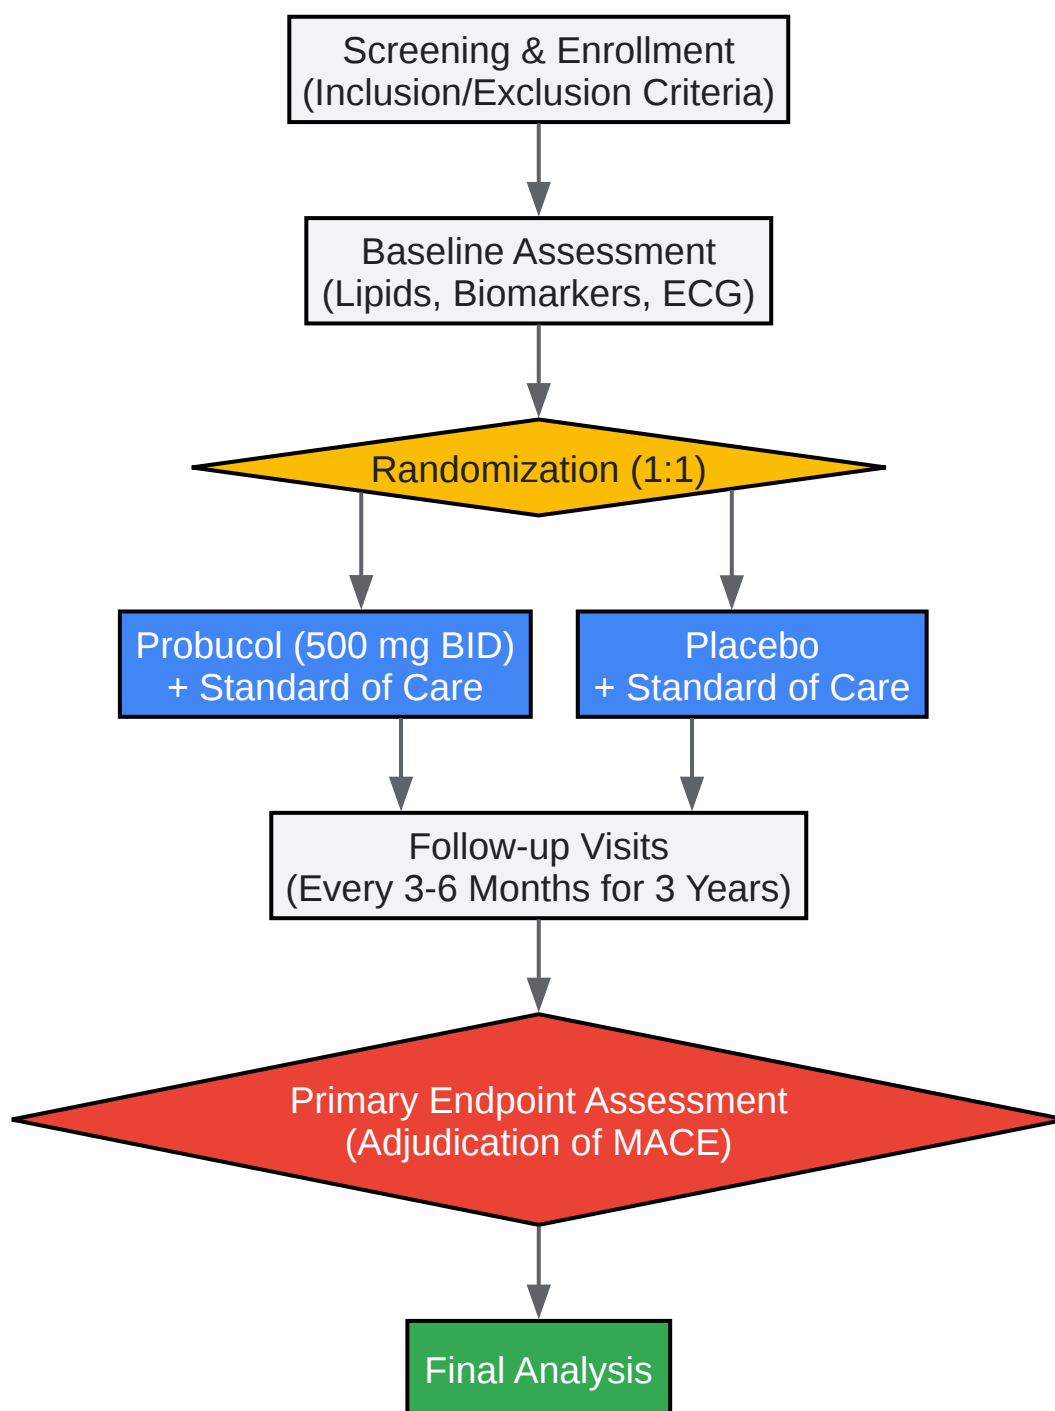 Screening & Enrollment
(Inclusion/Exclusion Criteria)
Baseline Assessment
(Lipids, Biomarkers, ECG)
Randomization (1:1)
Probucol (500 mg BID)
+ Standard of Care
Placebo
+ Standard of Care
Follow-up Visits
(Every 3-6 Months for 3 Years)
Primary Endpoint Assessment
(Adjudication of MACE)
Final Analysis